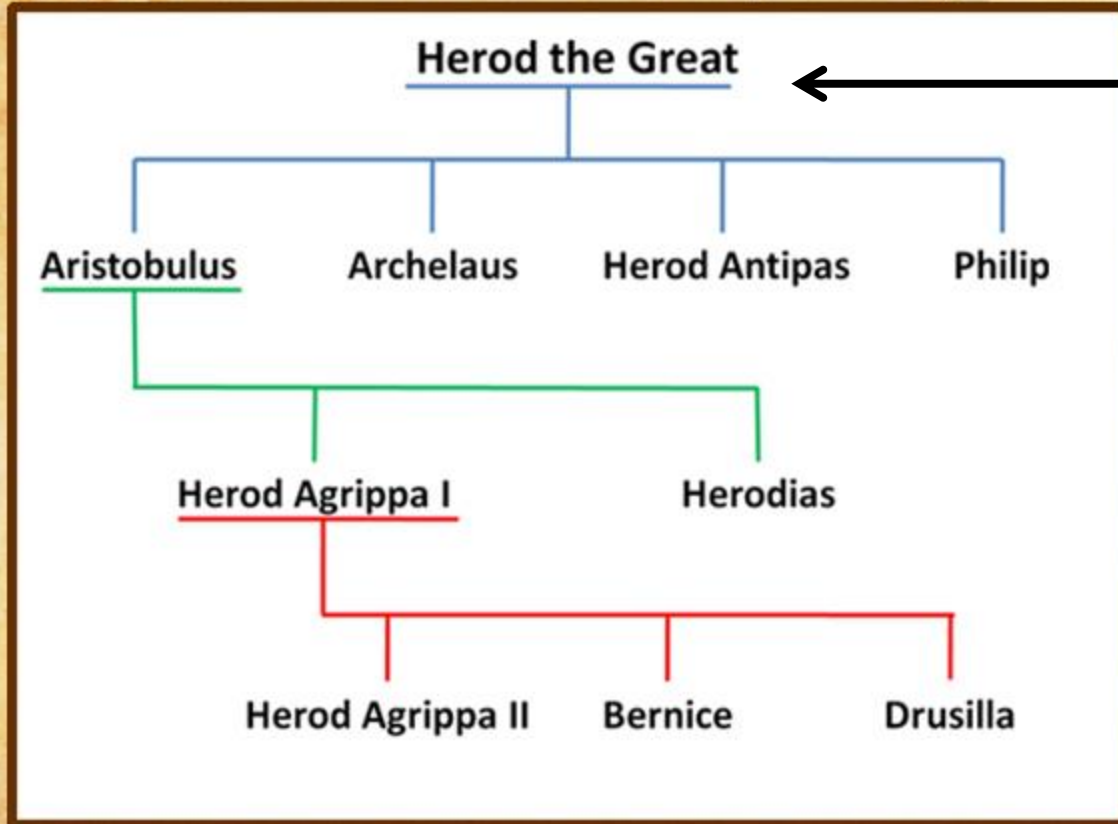 Herod the Great
Aristobulus Archelaus Herod Antipas Philip
Herod Agrippa I Herodias
Herod Agrippa II Bernice Drusilla